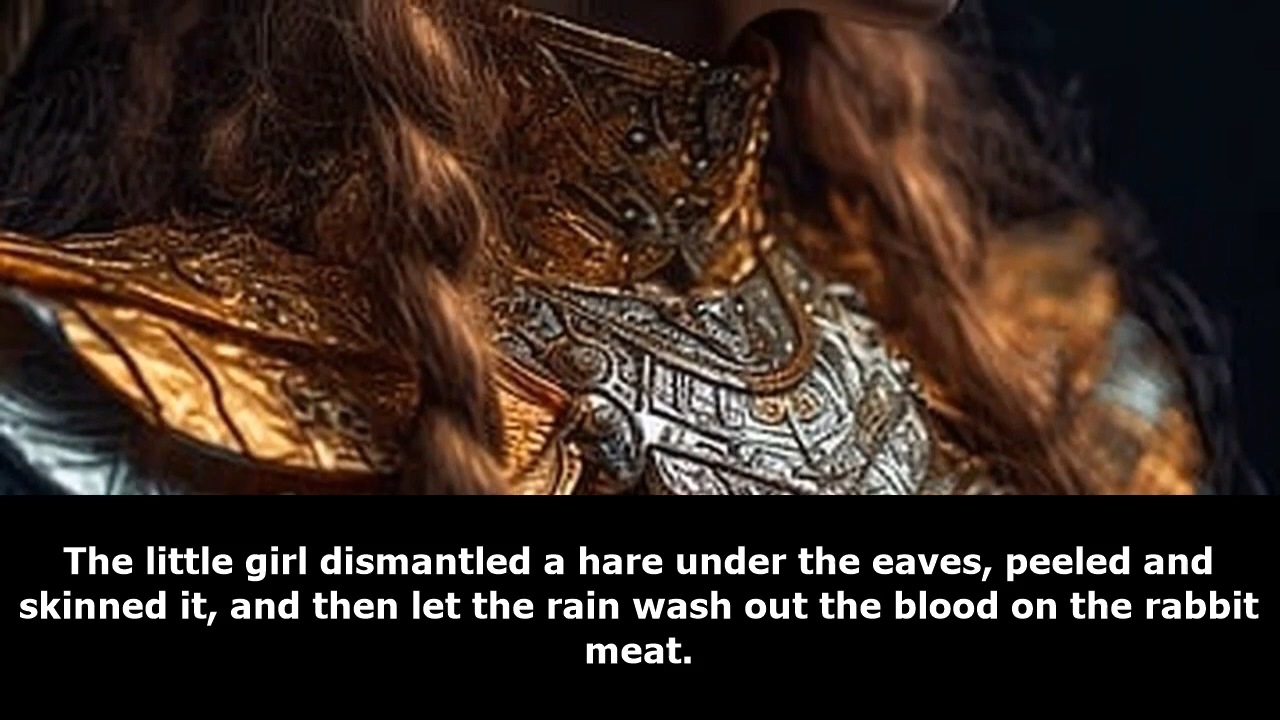 The little girl dismantled a hare under the eaves, peeled and
skinned it, and then let the rain wash out the blood on the rabbit
meat.